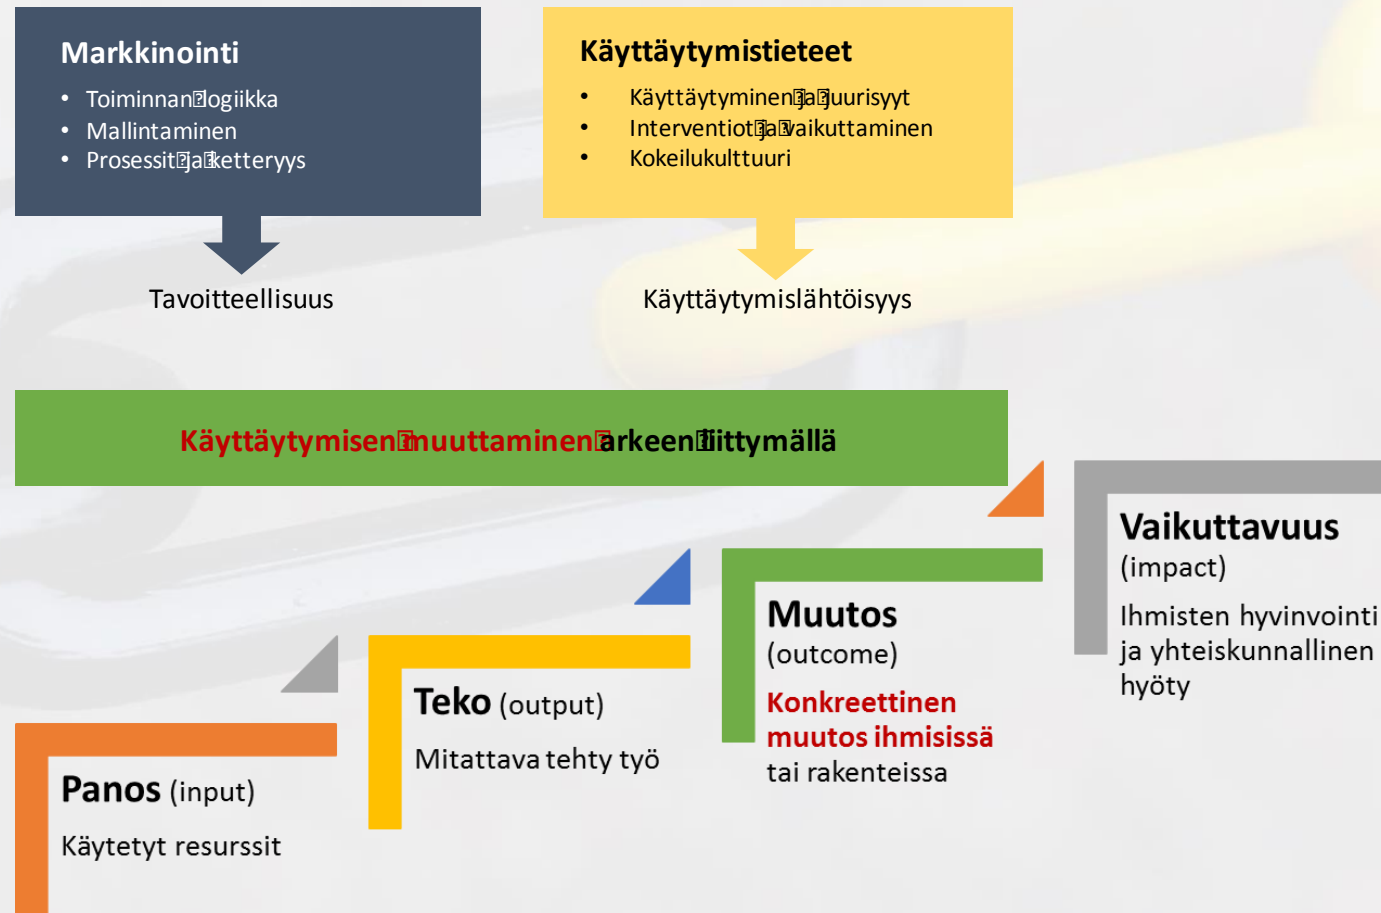 Markkinointi
• Toiminnan logiikka
• Mallintaminen
• Prosessit ja ketteryys
Käyttäytymistieteet
• Käyttäytyminen ja juurisyyt
• Interventiot ja vaikuttaminen
• Kokeilukulttuuri
Tavoitteellisuus
Käyttäytymislähtöisyys
Käyttäytymisen muuttaminen arkeen liittymällä
Panos (input)
Käytetyt resurssit
Teko (output)
Mitattava tehty työ
Muutos
(outcome)
Konkreettinen
muutos ihmisissä
tai rakenteissa
Vaikuttavuus
(impact)
Ihmisten hyvinvointi
ja yhteiskunnallinen
hyöty